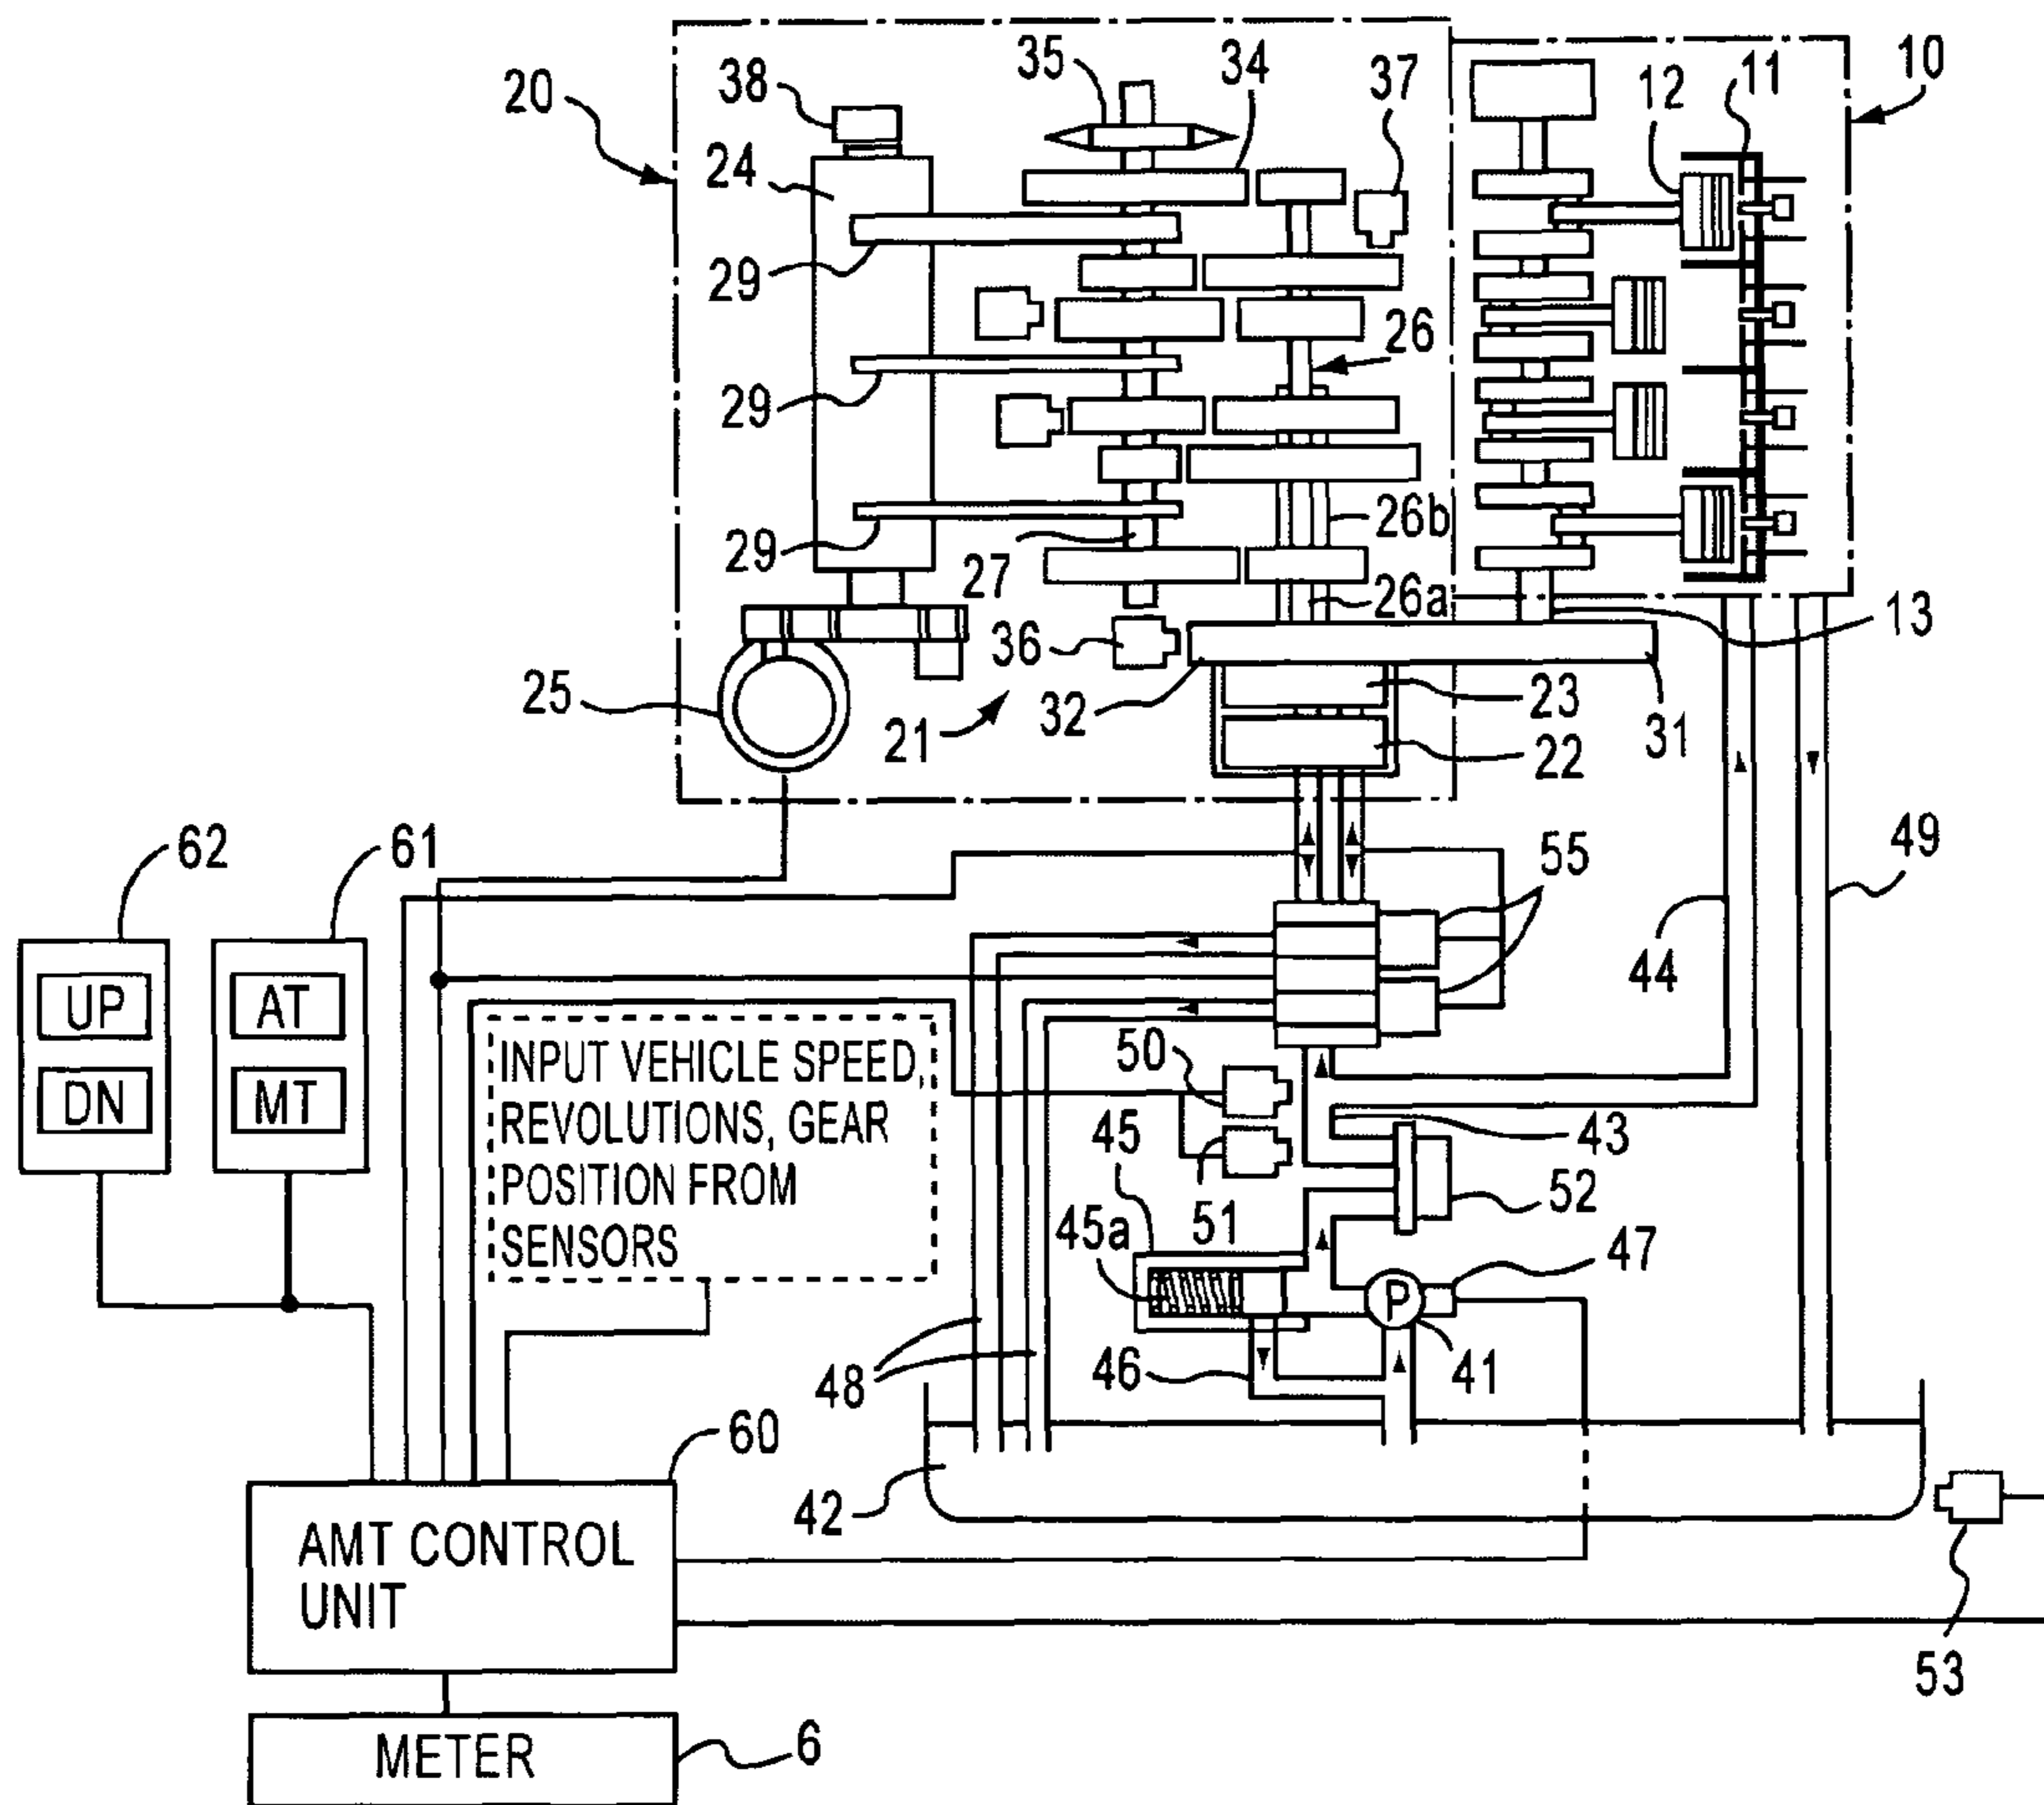 35
34
37
12
11
10
20
38
24
29
26
29
26b
29
27
26a
13
36
25
23
21
32
31
22
62
61
55
49
UP
AT
44
DN
MT
INPUT VEHICLE SPEED,
REVOLUTIONS, GEAR
POSITION FROM
SENSORS
50
45
43
51
52
45a
47
P
48
46
41
60
42
AMT CONTROL
UNIT
53
METER
6